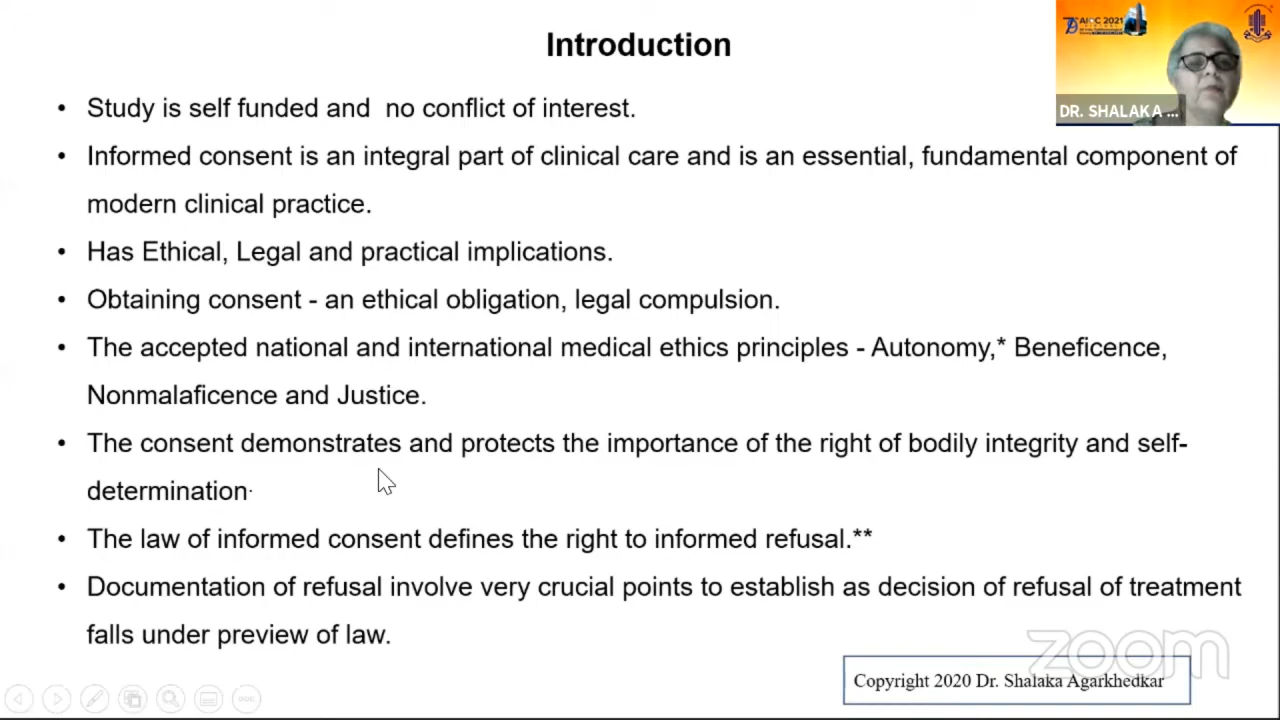 Introduction
AIOC 2021
DR. SHALAKA ...
• Study is self funded and no conflict of interest.
• Informed consent is an integral part of clinical care and is an essential, fundamental component of
modern clinical practice.
• Has Ethical, Legal and practical implications.
• Obtaining consent - an ethical obligation, legal compulsion.
• The accepted national and international medical ethics principles - Autonomy,* Beneficence,
Nonmalaficence and Justice.
• The consent demonstrates and protects the importance of the right of bodily integrity and self-
determination.
• The law of informed consent defines the right to informed refusal.**
• Documentation of refusal involve very crucial points to establish as decision of refusal of treatment
falls under preview of law.
zoom
Copyright 2020 Dr. Shalaka Agarkhedkar